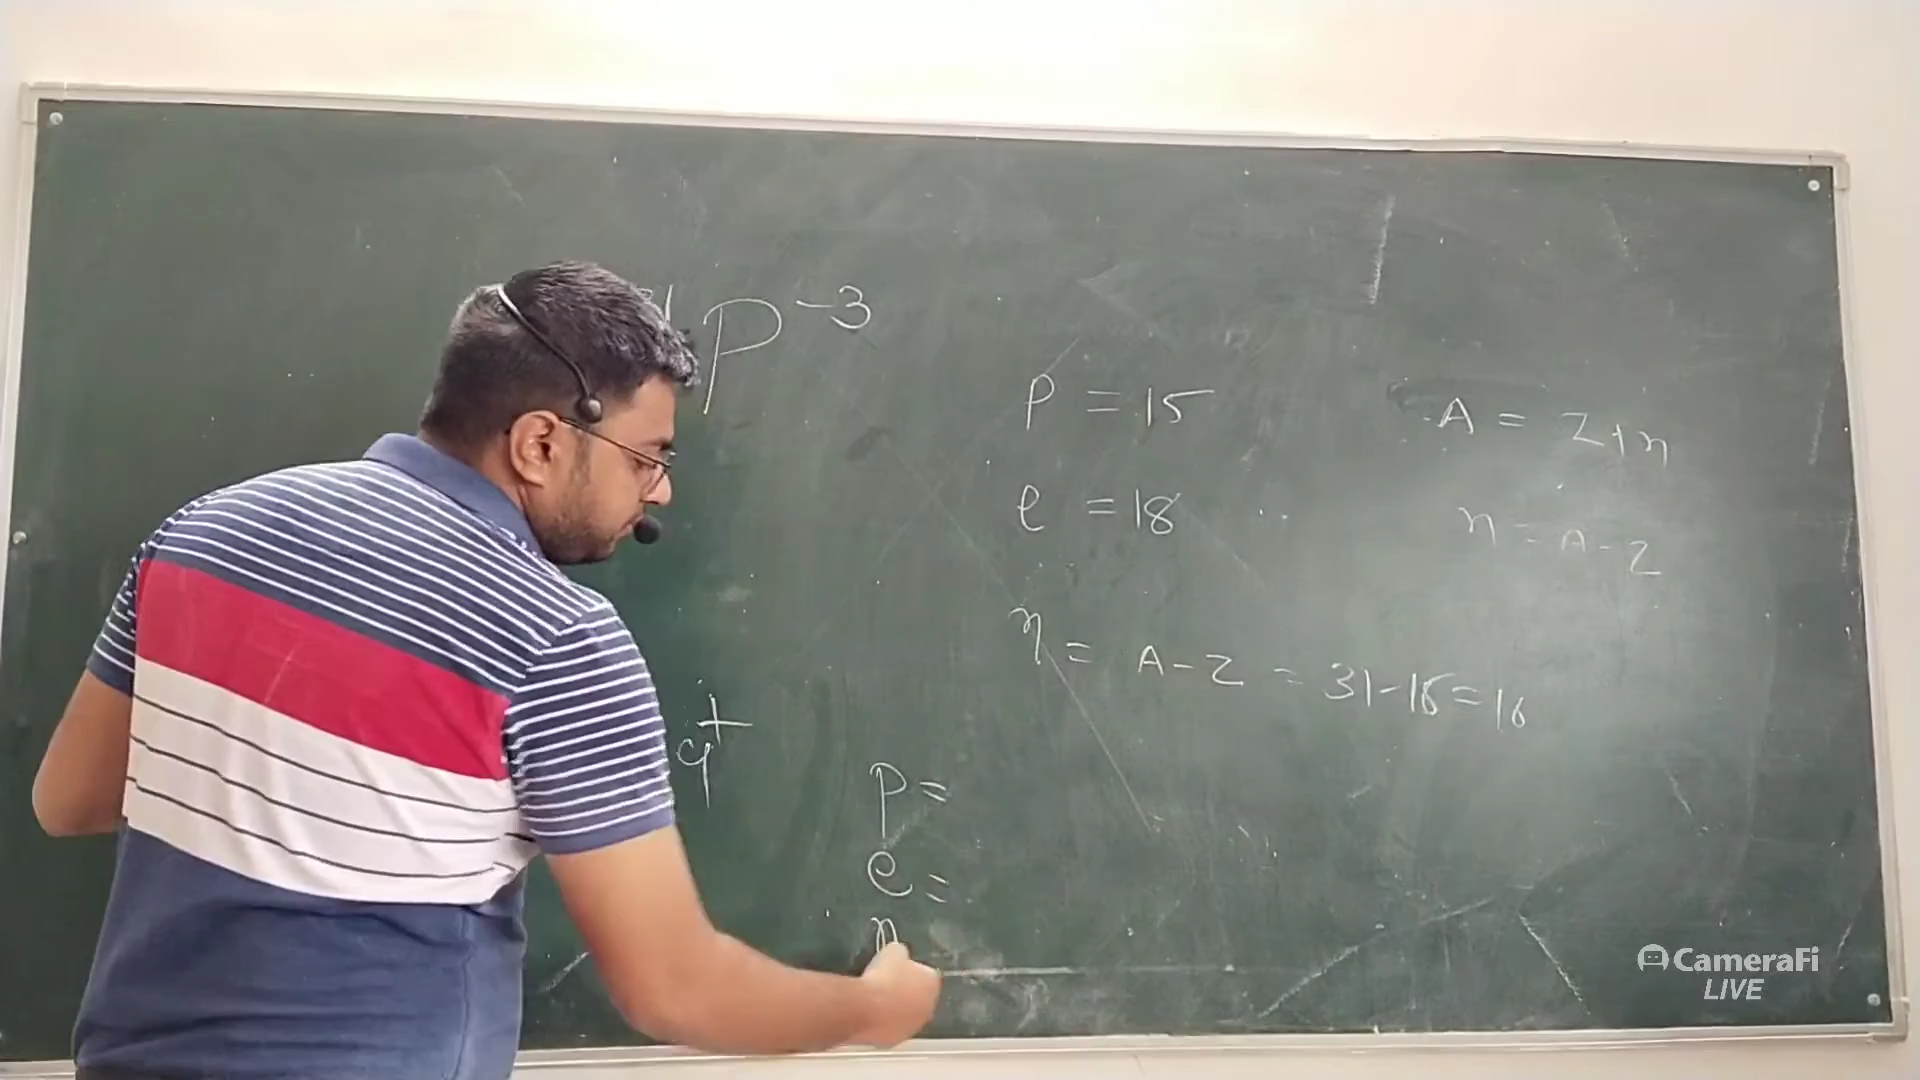 P⁻³
P = 15
A = Z+n
e = 18
n = A-Z
n = A-Z = 31-15=16
P =
e =
n
CameraFi
LIVE